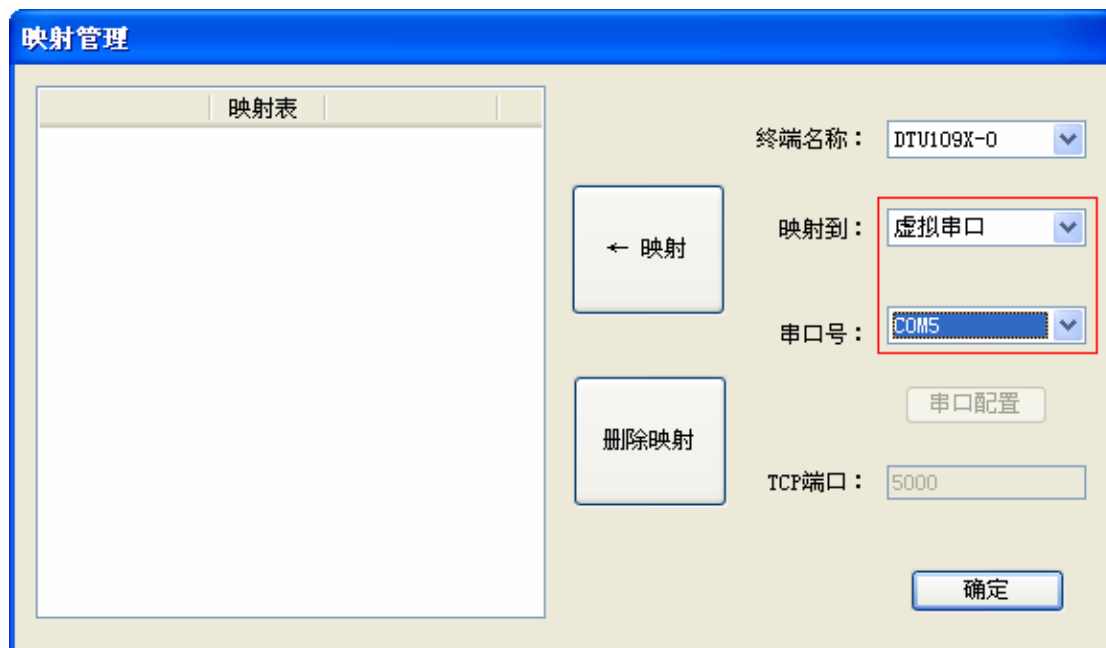 映射管理
映射表
终端名称： DTU109X-0
映射到： 虚拟串口
← 映射
串口号： COM5
串口配置
删除映射
TCP端口： 5000
确定